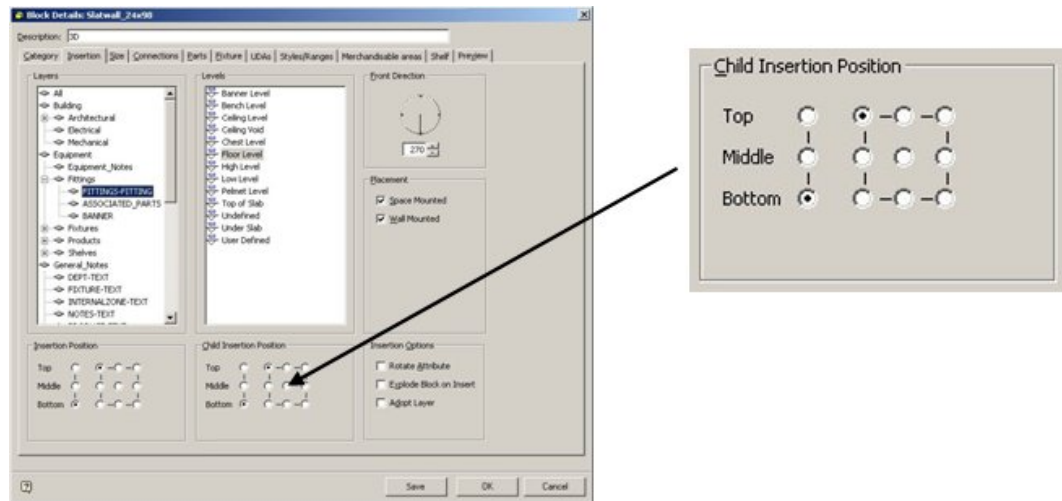 Block Details: Slatwall_24x98
Description: 3D
Category Insertion Size Connections Parts Fixture UDAs Styles/Ranges Merchandisable areas Shelf Preview
Layers
All
Building
Architectural
Electrical
Mechanical
Equipment
Equipment_Notes
Fittings
FITTINGS-FITTING
ASSOCIATED_PARTS
BANNER
Fixtures
Products
Shelves
General_Notes
DEPT-TEXT
FIXTURE-TEXT
INTERNALZONE-TEXT
NOTES-TEXT
Levels
Banner Level
Bench Level
Ceiling Level
Ceiling Void
Chest Level
Floor Level
High Level
Low Level
Pelmet Level
Top of Slab
Undefined
Under Slab
User Defined
Front Direction
270
Placement
Space Mounted
Wall Mounted
Insertion Position
Top
Middle
Bottom
Child Insertion Position
Top
Middle
Bottom
Insertion Options
Rotate Attribute
Explode Block on Insert
Adopt Layer
Save OK Cancel
Child Insertion Position
Top
Middle
Bottom